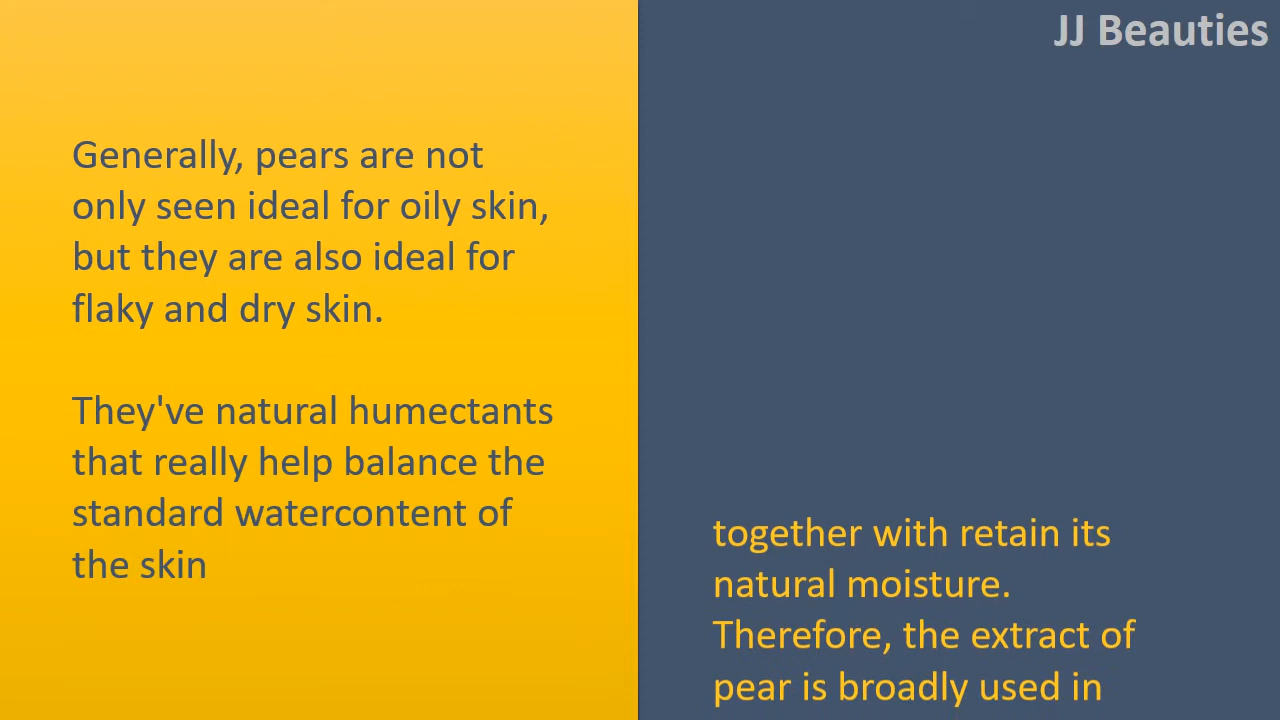 JJ Beauties
Generally, pears are not
only seen ideal for oily skin,
but they are also ideal for
flaky and dry skin.
They've natural humectants
that really help balance the
standard watercontent of
the skin
together with retain its
natural moisture.
Therefore, the extract of
pear is broadly used in